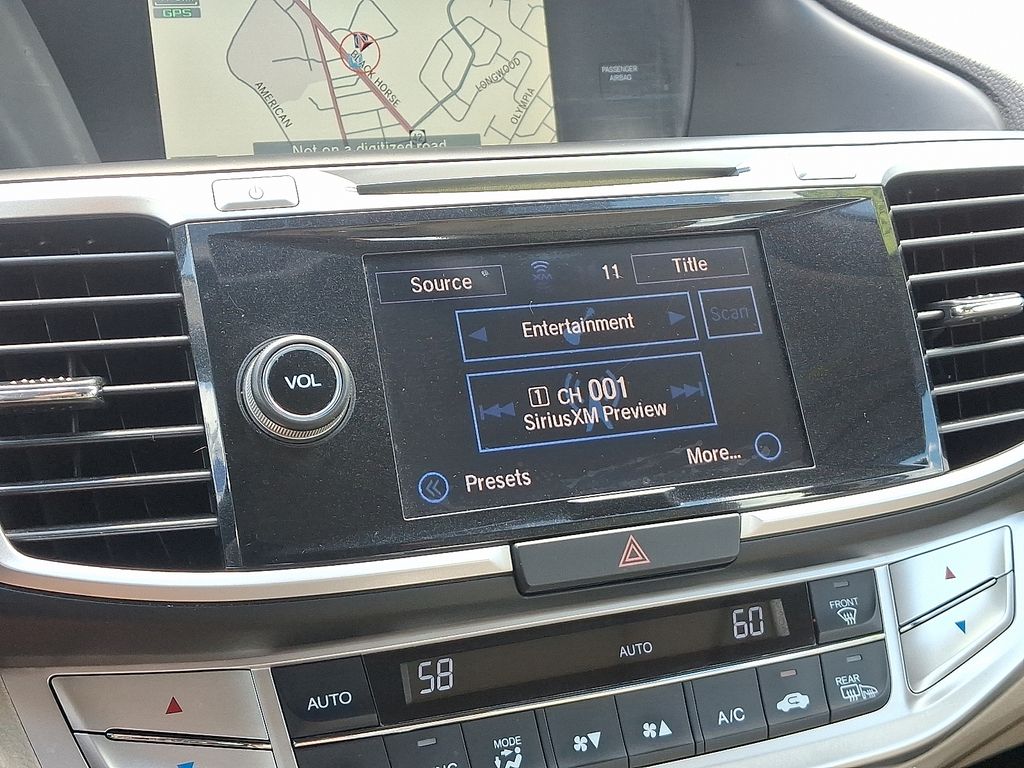 GPS
AMERICAN
BLACK HORSE
LONGWOOD
OLYMPIA
Not on a digitized road
PASSENGER
AIRBAG
Source
XM
11
Title
Entertainment
Scan
1 CH 001
SiriusXM Preview
Presets
More...
VOL
58
AUTO
60
FRONT
AUTO
MODE
A/C
REAR